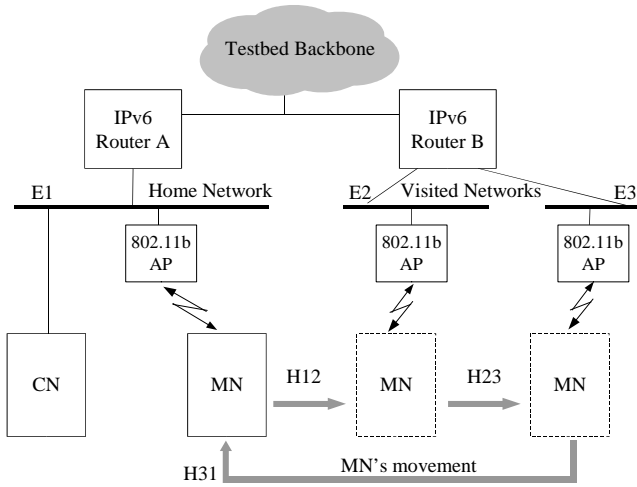 Testbed Backbone
IPv6
Router A
IPv6
Router B
E1
Home Network
E2
Visited Networks
E3
802.11b
AP
802.11b
AP
802.11b
AP
CN
MN
H12
MN
H23
MN
H31
MN's movement